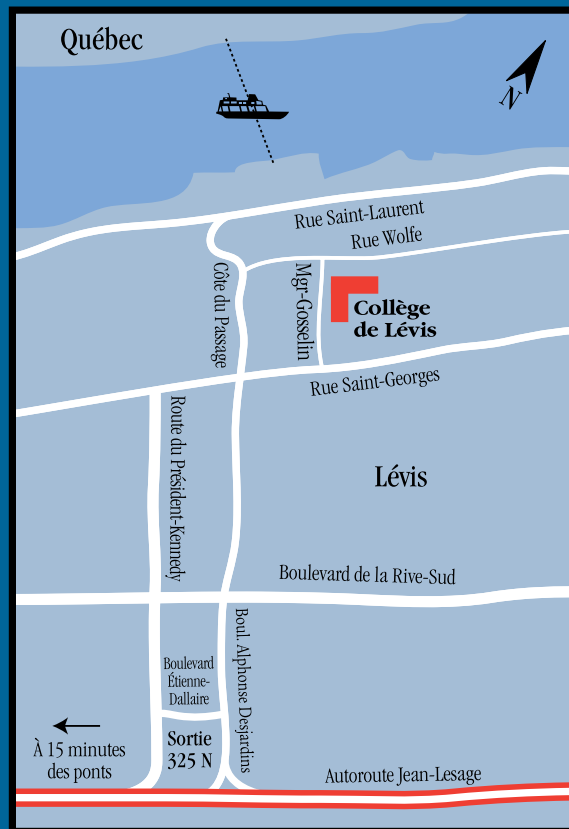 Québec
N
Rue Saint-Laurent
Rue Wolfe
Côte du Passage
Mgr-Gosselin
Collège
de Lévis
Rue Saint-Georges
Route du Président-Kennedy
Lévis
Boulevard de la Rive-Sud
Boul. Alphonse Desjardins
Boulevard
Étienne-
Dallaire
Sortie
325 N
À 15 minutes
des ponts
Autoroute Jean-Lesage